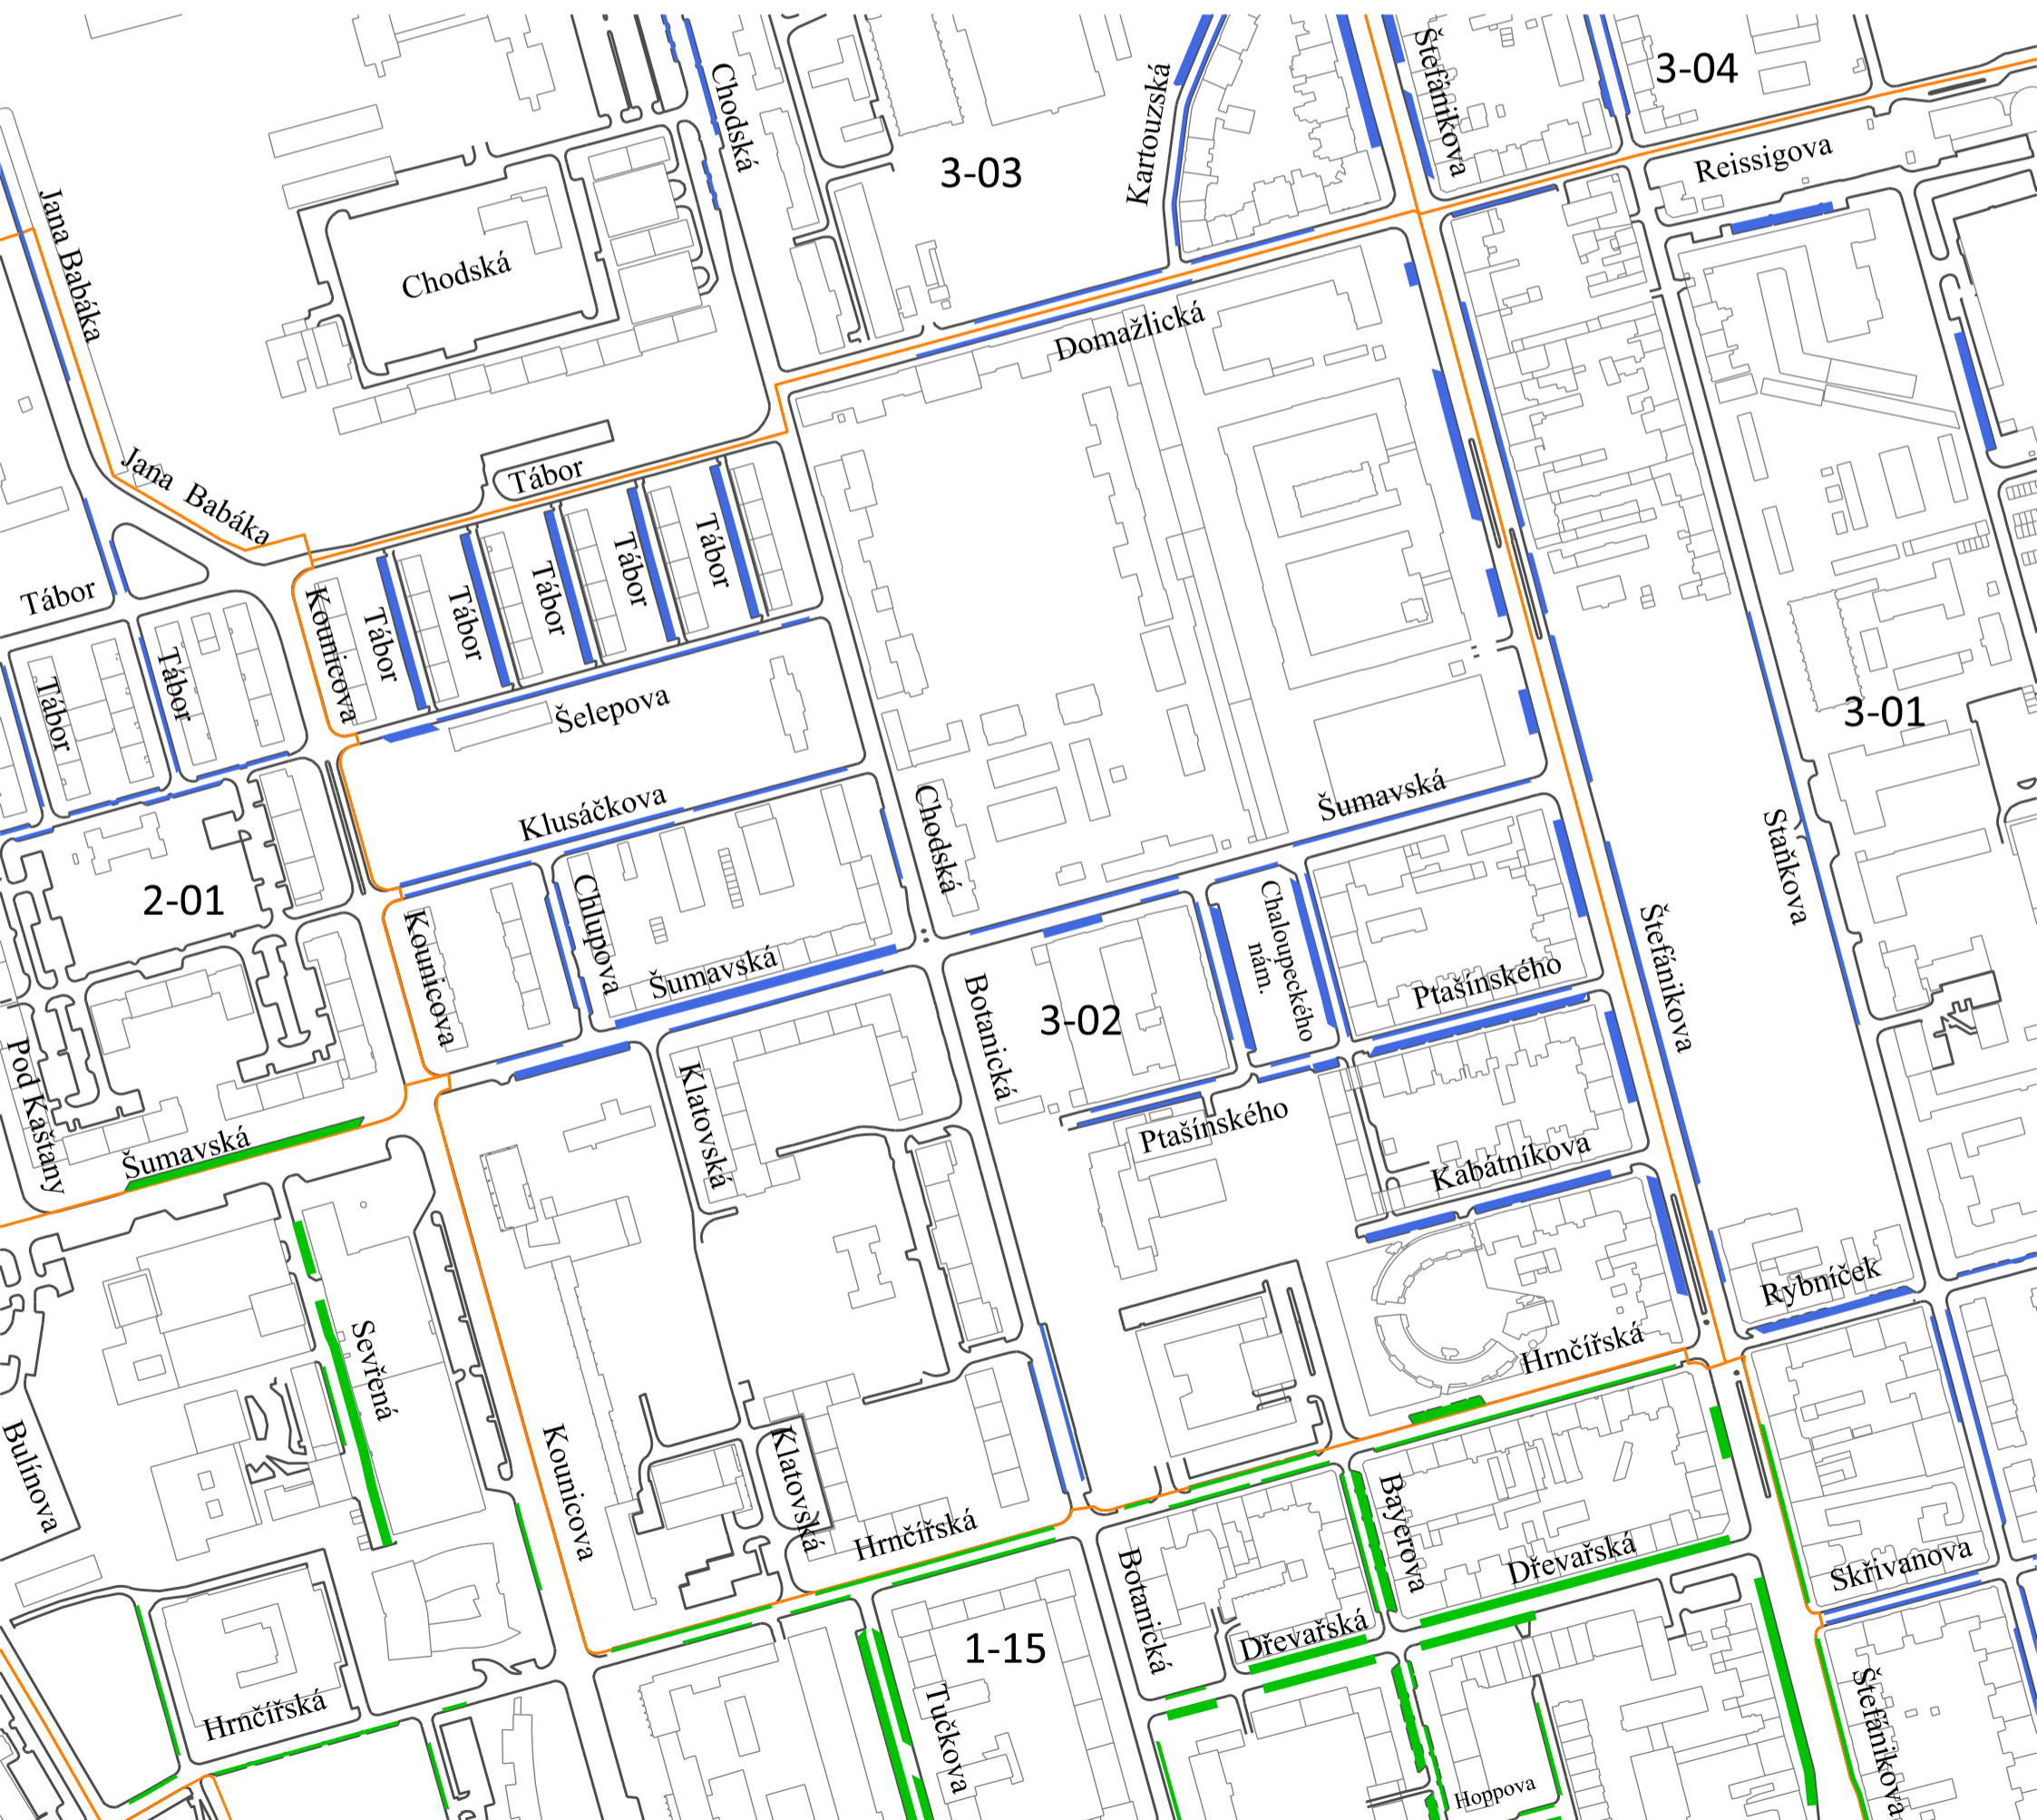 Štefánikova
3-04
Chodská
Kartouzská
Reissigova
3-03
Jana Babáka
Chodská
Domažlická
Jana Babáka
Tábor
Tábor
Tábor
Tábor
Tábor
Tábor
Tábor
Kounicova
Tábor
Tábor
Šelepova
3-01
Klusáčkova
Šumavská
Chodská
Staňkova
2-01
Chlupova
Chaloupeckého
nám.
Kounicova
Štefánikova
Šumavská
Ptašínského
Botanická
3-02
Pod Kaštany
Klatovská
Ptašínského
Šumavská
Kabátníkova
Rybníček
Sevřená
Hrnčířská
Bulínova
Kounicova
Klatovská
Hrnčířská
Bayerova
Dřevařská
Skřivanova
Botanická
Dřevařská
1-15
Hrnčířská
Tučkova
Štefánikova
Hoppova